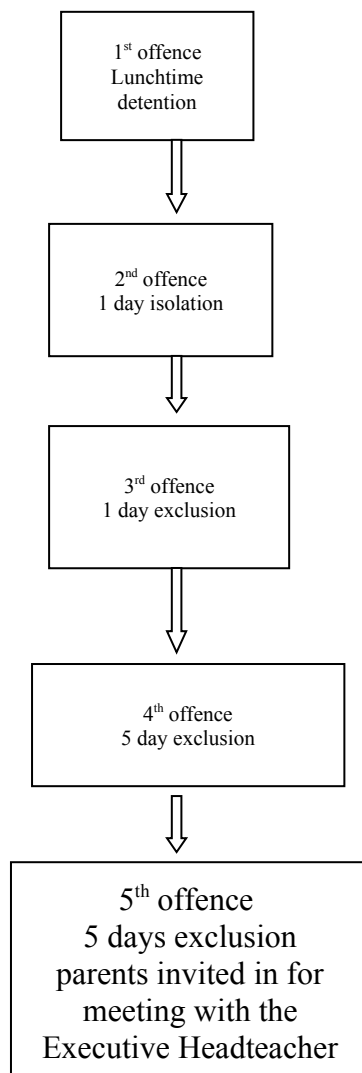 1st offence
Lunchtime
detention
2nd offence
1 day isolation
3rd offence
1 day exclusion
4th offence
5 day exclusion
5th offence
5 days exclusion
parents invited in for
meeting with the
Executive Headteacher